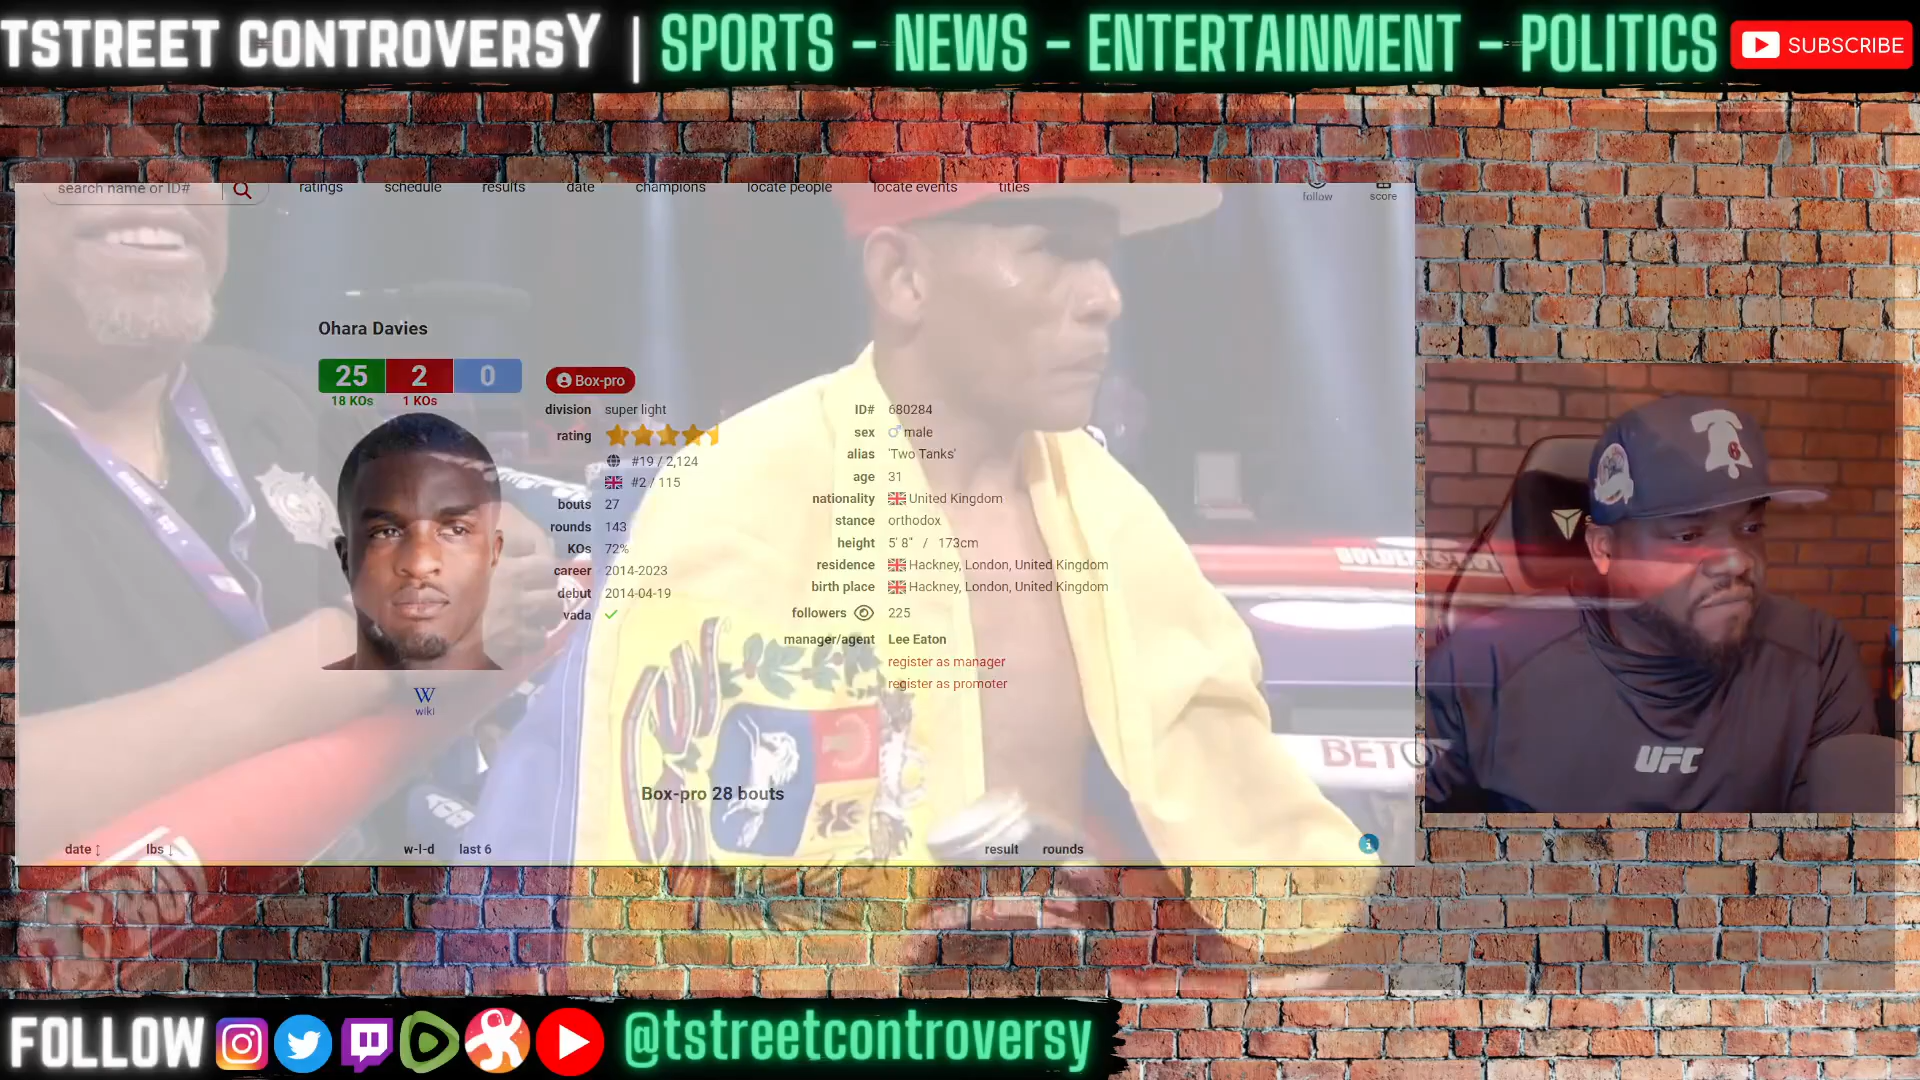 TSTREET CONTROVERSY | SPORTS - NEWS - ENTERTAINMENT - POLITICS SUBSCRIBE
search name or ID# ratings schedule results date champions locate people locate events titles follow score
Ohara Davies
25 2 0
18 KOs 1 KOs
Box-pro
division super light
rating
#19 / 2,124
#2 / 115
bouts 27
rounds 143
KOs 72%
career 2014-2023
debut 2014-04-19
vada
ID# 680284
sex male
alias 'Two Tanks'
age 31
nationality United Kingdom
stance orthodox
height 5' 8" / 173cm
residence Hackney, London, United Kingdom
birth place Hackney, London, United Kingdom
followers 225
manager/agent Lee Eaton
register as manager
register as promoter
W
wiki
Box-pro 28 bouts
date lbs w-l-d last 6 result rounds
i
UFC
FOLLOW @tstreetcontroversy